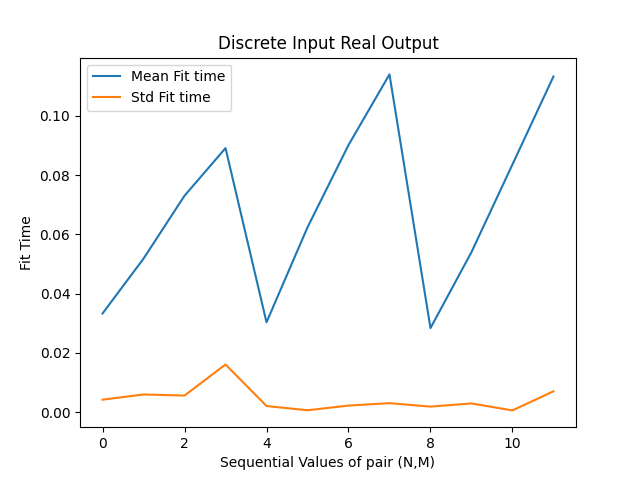 Discrete Input Real Output
Mean Fit time
Std Fit time
0.10
0.08
0.06
0.04
0.02
0.00
Fit Time
0 2 4 6 8 10
Sequential Values of pair (N,M)